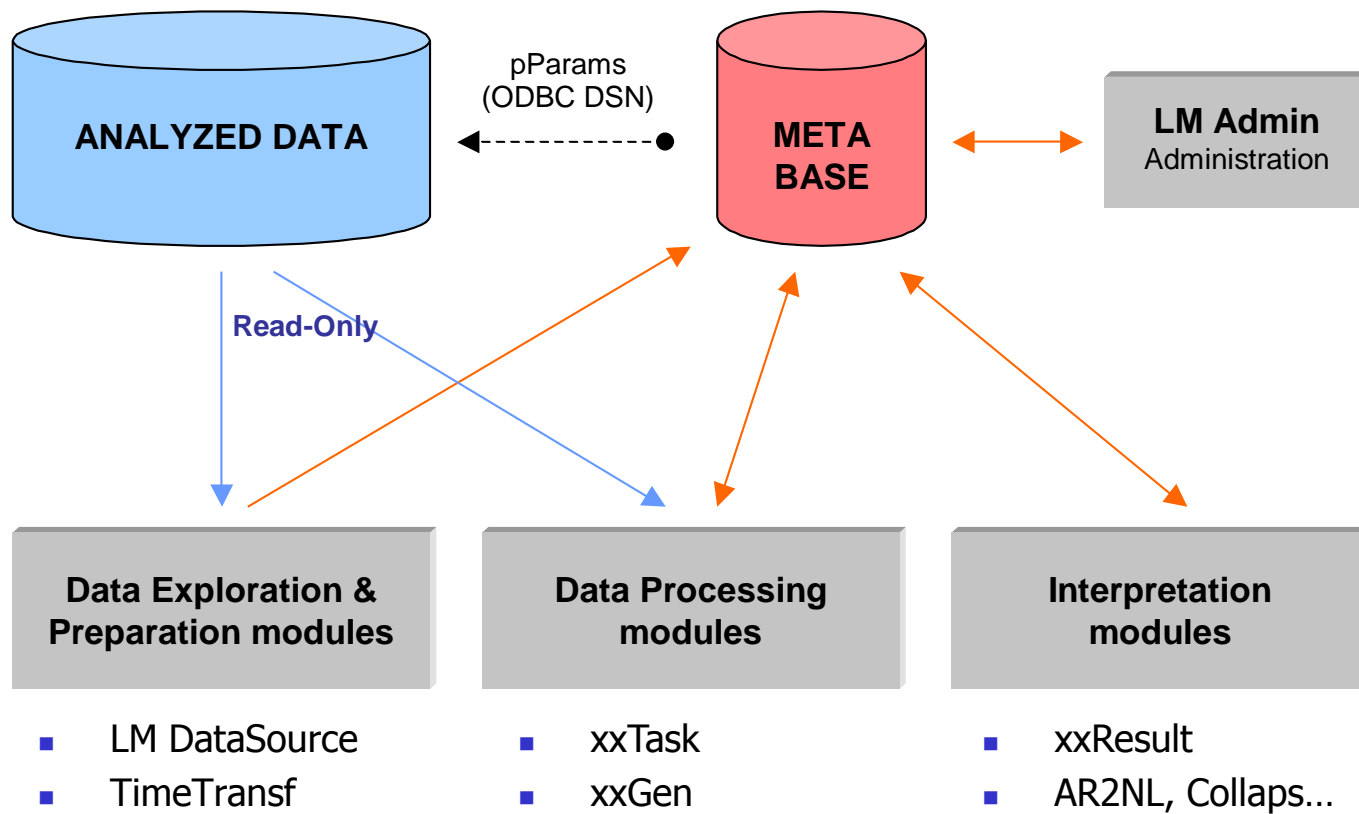 pParams
(ODBC DSN)
ANALYZED DATA
META
BASE
LM Admin
Administration
Read-Only
Data Exploration &
Preparation modules
Data Processing
modules
Interpretation
modules
LM DataSource
TimeTransf
xxTask
xxGen
xxResult
AR2NL, Collaps...